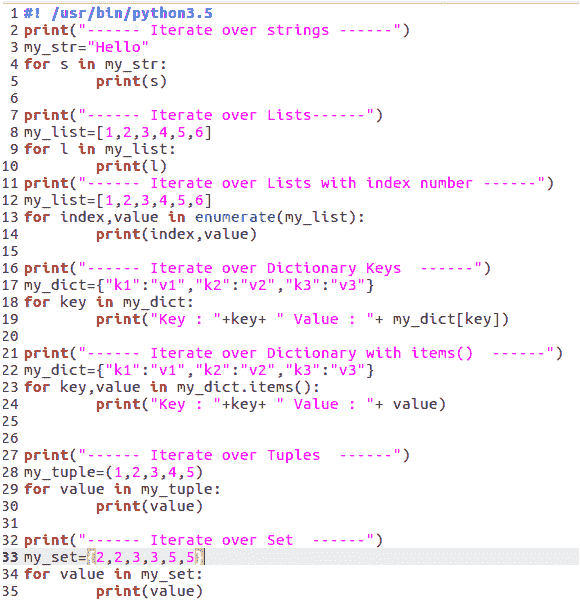 1 #! /usr/bin/python3.5
2 print("------ Iterate over strings ------")
3 my_str="Hello"
4 for s in my_str:
5         print(s)
6
7 print("------ Iterate over Lists------")
8 my_list=[1,2,3,4,5,6]
9 for l in my_list:
10         print(l)
11 print("------ Iterate over Lists with index number ------")
12 my_list=[1,2,3,4,5,6]
13 for index,value in enumerate(my_list):
14         print(index,value)
15
16 print("------ Iterate over Dictionary Keys  ------")
17 my_dict={"k1":"v1","k2":"v2","k3":"v3"}
18 for key in my_dict:
19         print("Key : "+key+ " Value : "+ my_dict[key])
20
21 print("------ Iterate over Dictionary with items()  ------")
22 my_dict={"k1":"v1","k2":"v2","k3":"v3"}
23 for key,value in my_dict.items():
24         print("Key : "+key+ " Value : "+ value)
25
26
27 print("------ Iterate over Tuples  ------")
28 my_tuple=(1,2,3,4,5)
29 for value in my_tuple:
30         print(value)
31
32 print("------ Iterate over Set  ------")
33 my_set={2,2,3,3,5,5}
34 for value in my_set:
35         print(value)